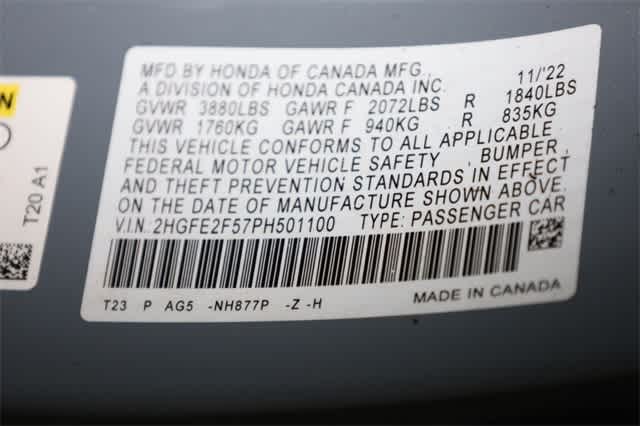 MFD BY HONDA OF CANADA MFG., 11/'22
A DIVISION OF HONDA CANADA INC.
GVWR 3880LBS GAWR F 2072LBS R 1840LBS
GVWR 1760KG GAWR F 940KG R 835KG
THIS VEHICLE CONFORMS TO ALL APPLICABLE
FEDERAL MOTOR VEHICLE SAFETY, BUMPER,
AND THEFT PREVENTION STANDARDS IN EFFECT
ON THE DATE OF MANUFACTURE SHOWN ABOVE.
V.I.N.: 2HGFE2F57PH501100 TYPE: PASSENGER CAR
T23 P AG5 -NH877P -Z -H MADE IN CANADA
T20 A1
N